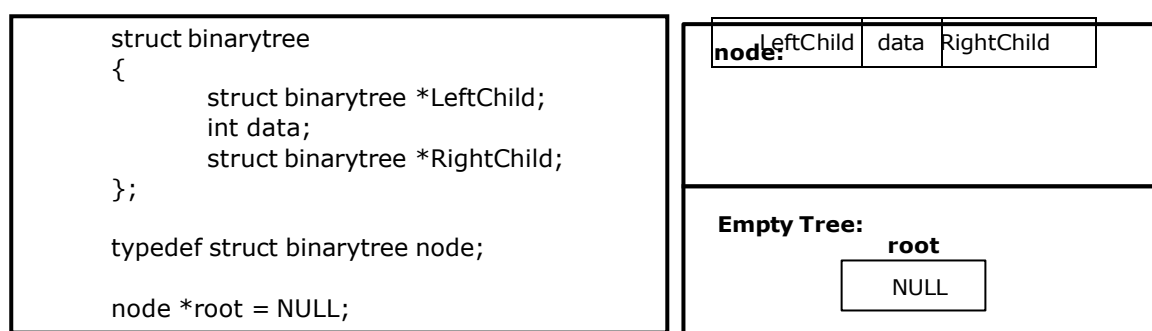 struct binarytree
{
struct binarytree *LeftChild;
int data;
struct binarytree *RightChild;
};
typedef struct binarytree node;
node *root = NULL;
node:
LeftChild data RightChild
Empty Tree:
root
NULL